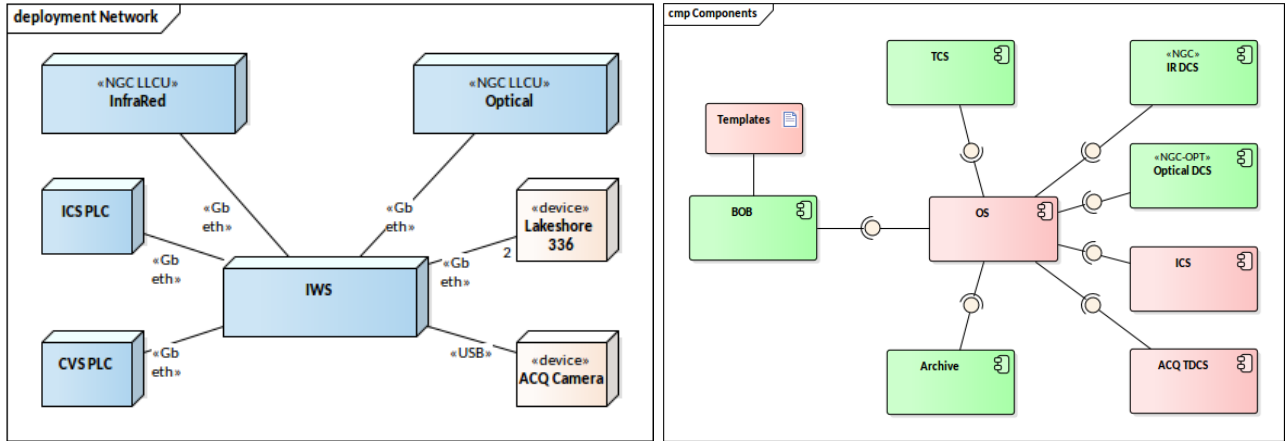 deployment Network
«NGC LLCU»
InfraRed
«NGC LLCU»
Optical
ICS PLC
«Gb
eth»
«Gb
eth»
«device»
Lakeshore
336
«Gb
eth»
2
«Gb
eth»
IWS
CVS PLC
«Gb
eth»
«USB»
«device»
ACQ Camera
cmp Components
TCS
«NGC»
IR DCS
Templates
«NGC-OPT»
Optical DCS
BOB
OS
ICS
Archive
ACQ TDCS